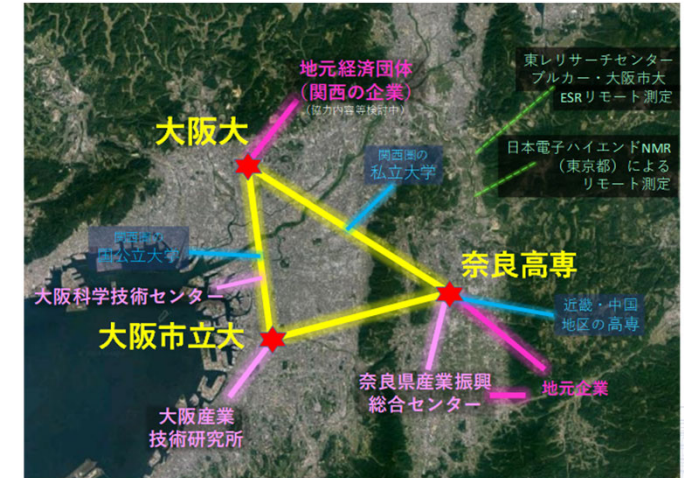 地元経済団体
(関西の企業)
(協力内容等検討中)
東レリサーチセンター
ブルカー・大阪市大
ESRリモート測定
大阪大
日本電子ハイエンドNMR
(東京都)による
リモート測定
関西圏の
私立大学
関西圏の
国公立大学
奈良高専
大阪科学技術センター
近畿・中国
地区の高専
大阪市立大
奈良県産業振興
総合センター
地元企業
大阪産業
技術研究所